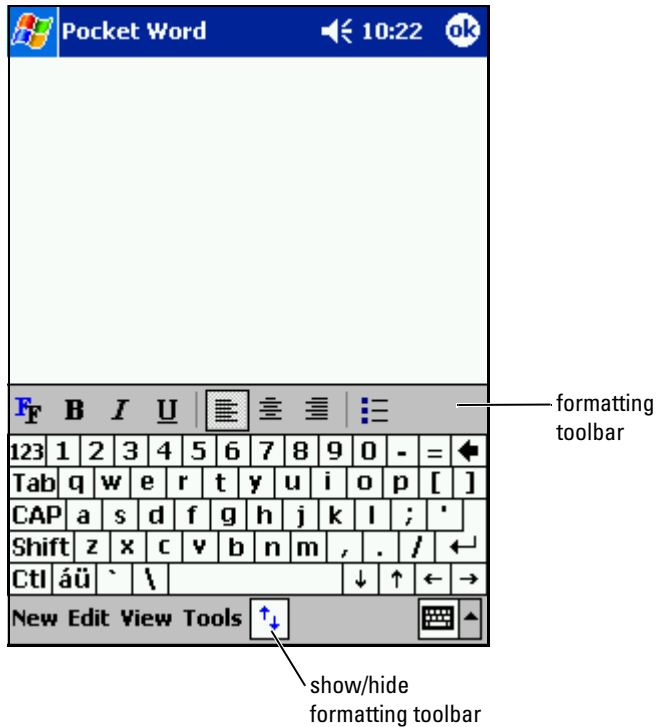 Pocket Word 10:22 ok
FF B I U
formatting
toolbar
123 1 2 3 4 5 6 7 8 9 0 - =
Tab q w e r t y u i o p [ ]
CAP a s d f g h j k l ; '
Shift z x c v b n m , . /
Ctl áü ` \ ↓ ↑ ← →
New Edit View Tools
show/hide
formatting toolbar